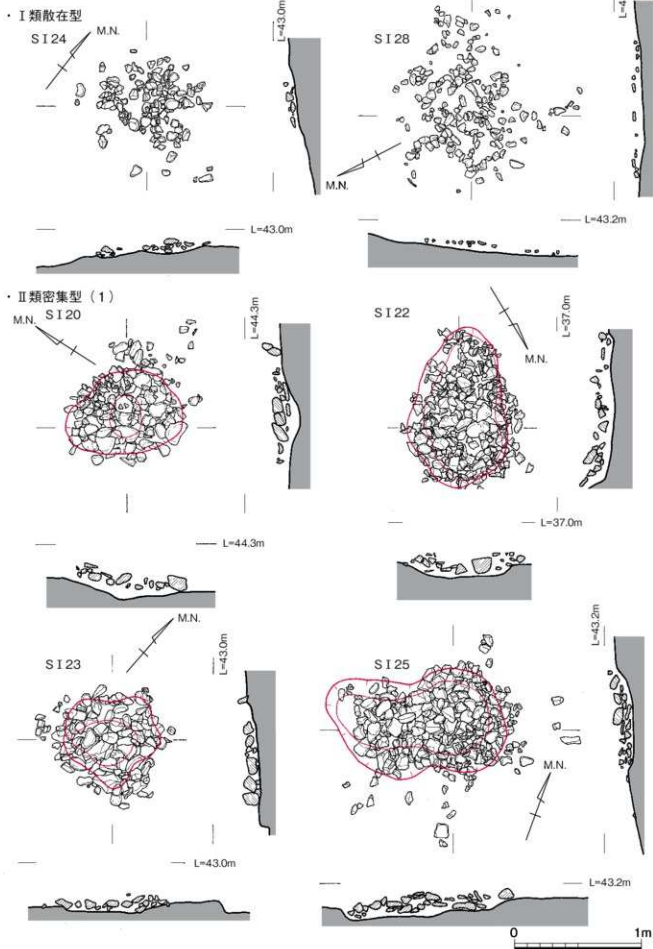 ・Ⅰ類散在型
SI24
M.N.
L=43.0m
L=43.0m
SI28
M.N.
L=43.2m
・Ⅱ類密集型（1）
SI20
M.N.
L=44.3m
L=44.3m
SI22
M.N.
L=37.0m
L=37.0m
SI23
M.N.
L=43.0m
L=43.0m
SI25
M.N.
L=43.2m
L=43.2m
0 1m